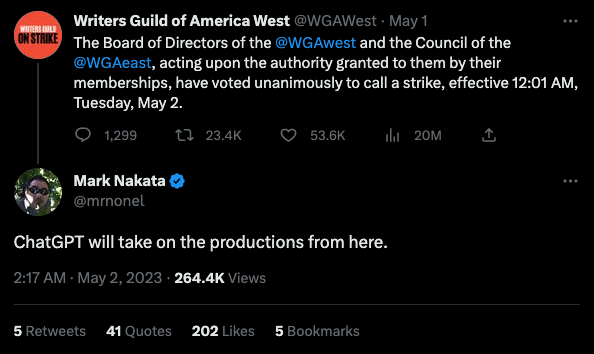 WRITERS GUILD
ON STRIKE
Writers Guild of America West @WGAWest · May 1
The Board of Directors of the @WGAwest and the Council of the
@WGAeast, acting upon the authority granted to them by their
memberships, have voted unanimously to call a strike, effective 12:01 AM,
Tuesday, May 2.
1,299 23.4K 53.6K 20M
Mark Nakata
@mrnonel
ChatGPT will take on the productions from here.
2:17 AM · May 2, 2023 · 264.4K Views
5 Retweets 41 Quotes 202 Likes 5 Bookmarks